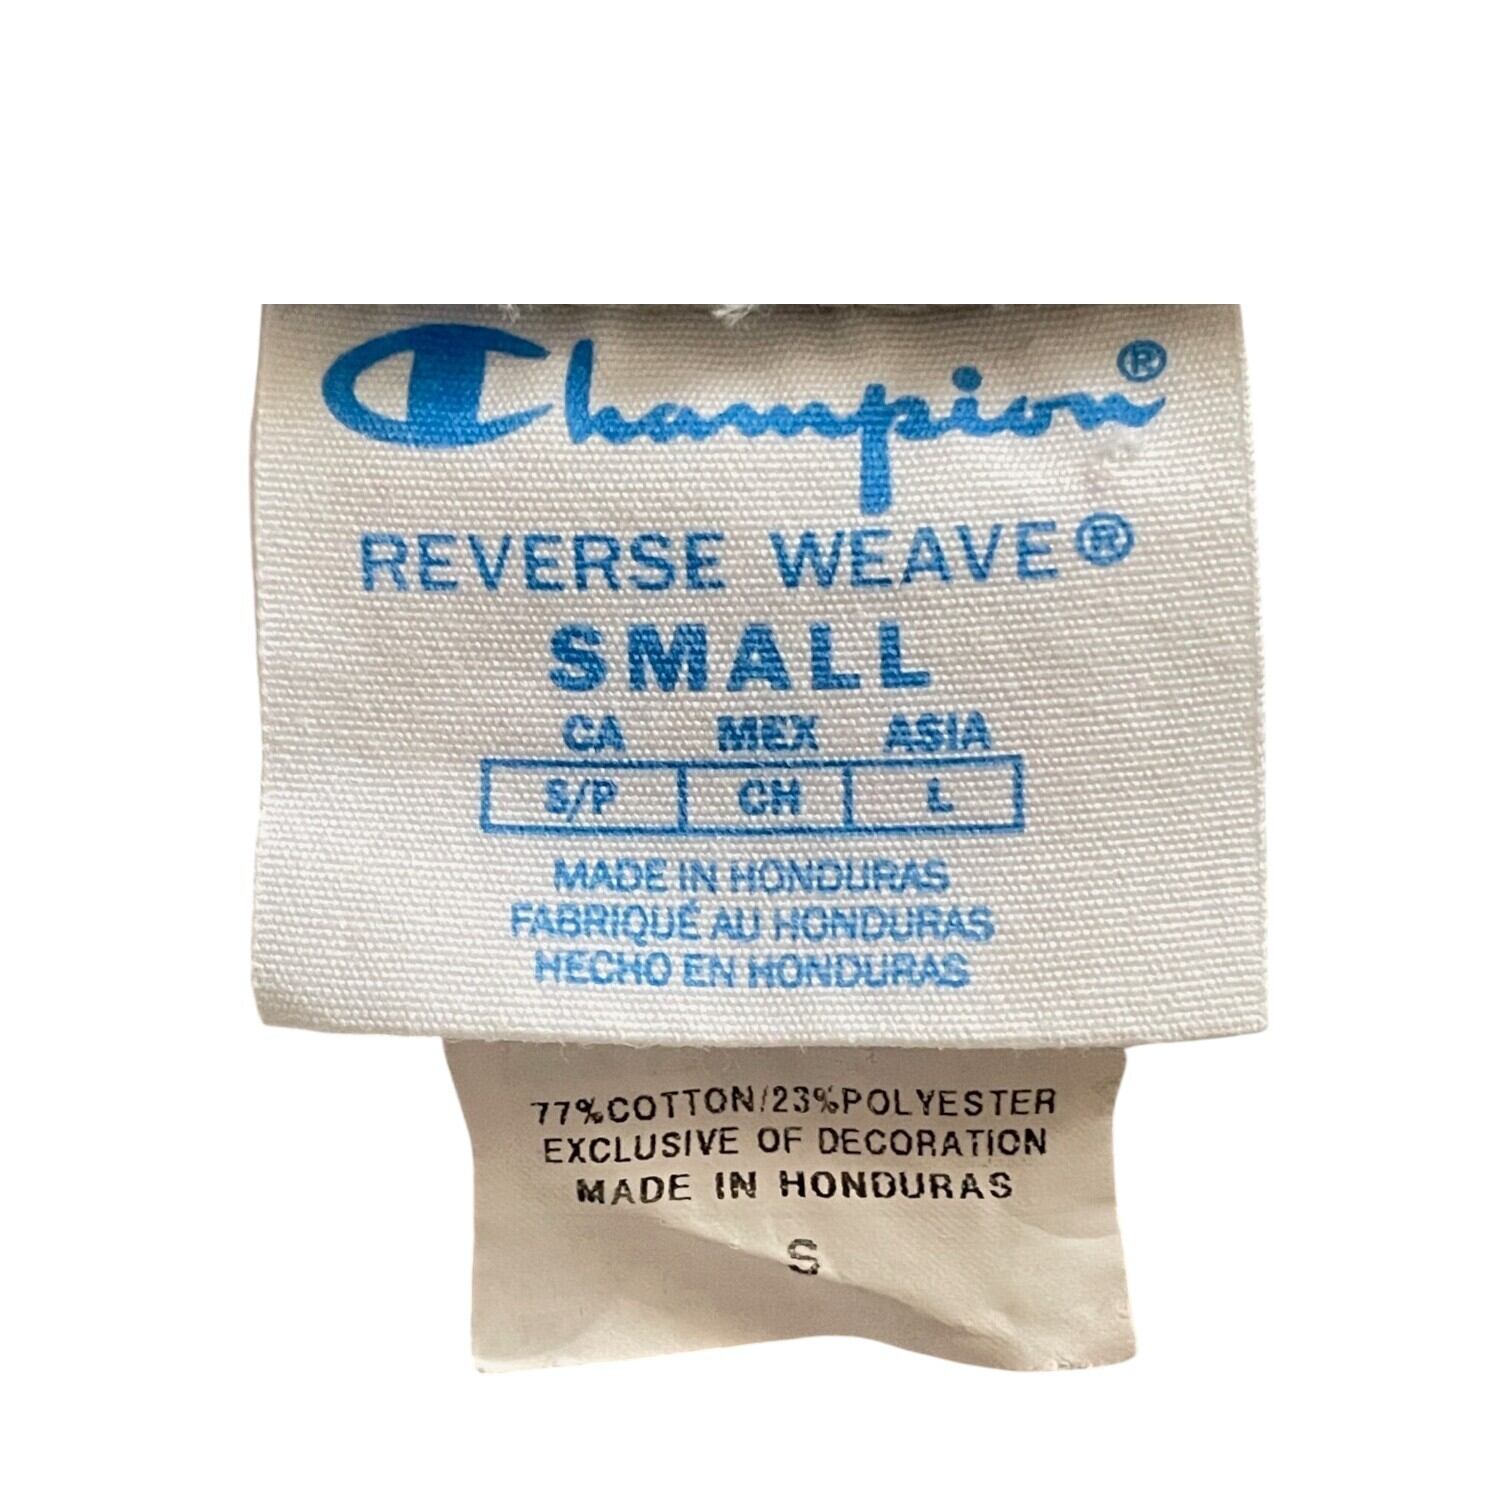 Champion®
REVERSE WEAVE®
SMALL
CA MEX ASIA
S/P CH L
MADE IN HONDURAS
FABRIQUÉ AU HONDURAS
HECHO EN HONDURAS
77%COTTON/23%POLYESTER
EXCLUSIVE OF DECORATION
MADE IN HONDURAS
S